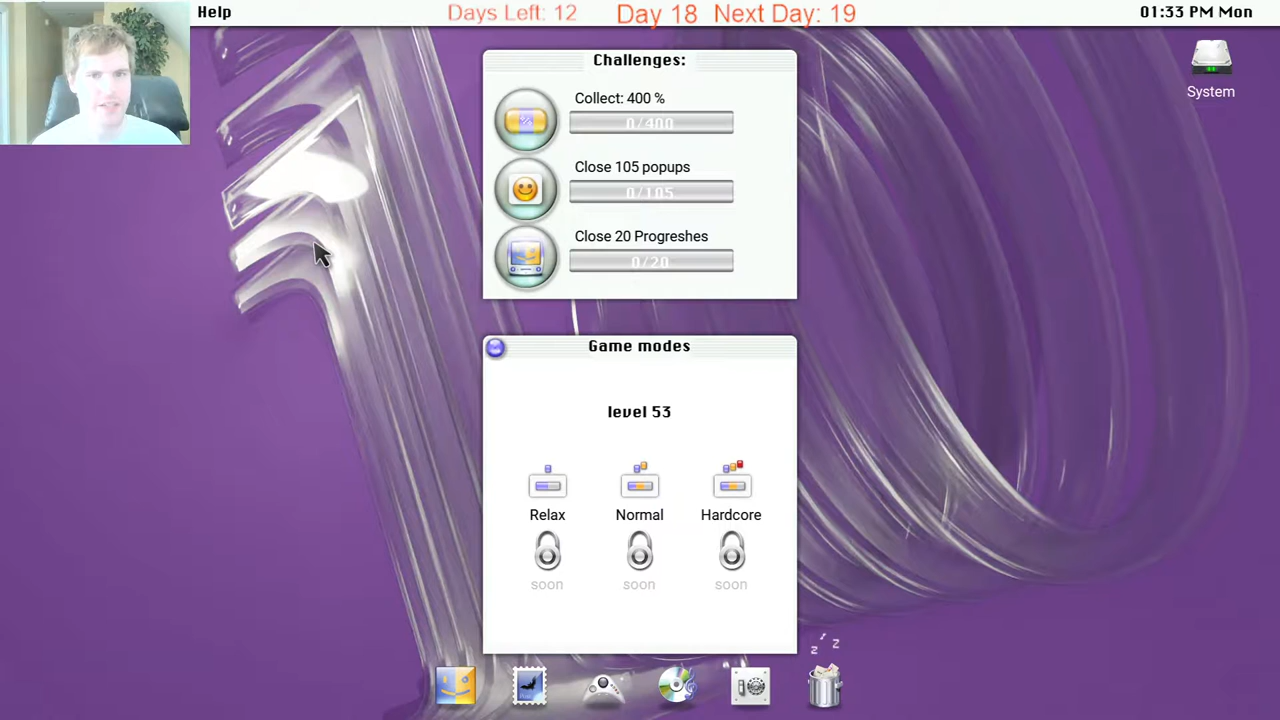 Help
Days Left: 12
Day 18
Next Day: 19
01:33 PM Mon
System
Challenges:
Collect: 400 %
0/400
Close 105 popups
0/105
Close 20 Progreshes
0/20
Game modes
level 53
Relax
Normal
Hardcore
soon
soon
soon
z z